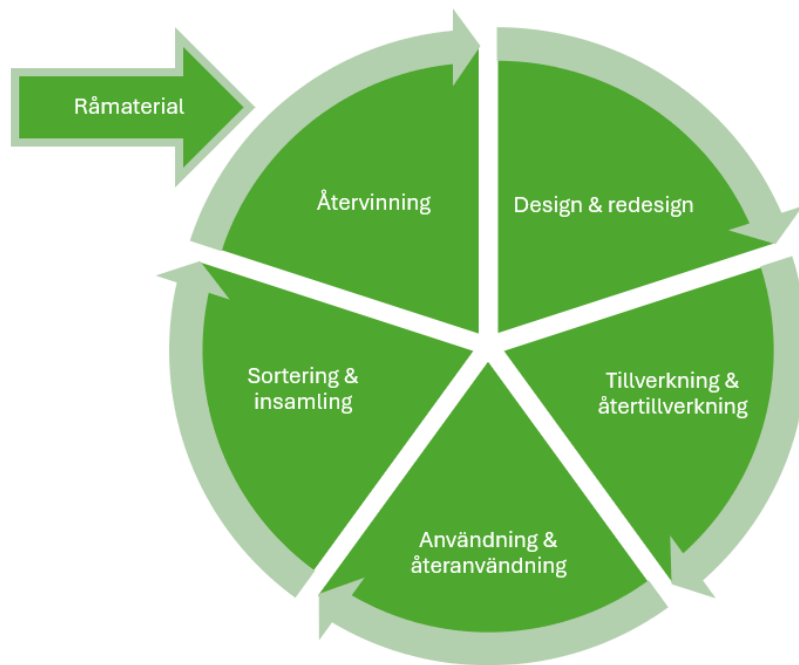 Råmaterial
Återvinning
Design & redesign
Sortering &
insamling
Tillverkning &
återtillverkning
Användning &
återanvändning